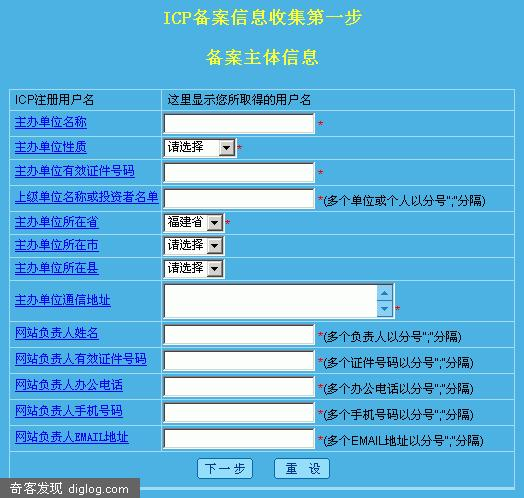 ICP备案信息收集第一步
备案主体信息
ICP注册用户名 这里显示您所取得的用户名
主办单位名称 *
主办单位性质 请选择 *
主办单位有效证件号码 *
上级单位名称或投资者名单 *(多个单位或个人以分号";"分隔)
主办单位所在省 福建省 *
主办单位所在市 请选择
主办单位所在县 请选择
主办单位通信地址 *
网站负责人姓名 *(多个负责人以分号";"分隔)
网站负责人有效证件号码 *(多个证件号码以分号";"分隔)
网站负责人办公电话 *(多个办公电话以分号";"分隔)
网站负责人手机号码 *(多个手机号码以分号";"分隔)
网站负责人EMAIL地址 *(多个EMAIL地址以分号";"分隔)
下一步 重 设
奇客发现 diglog.com